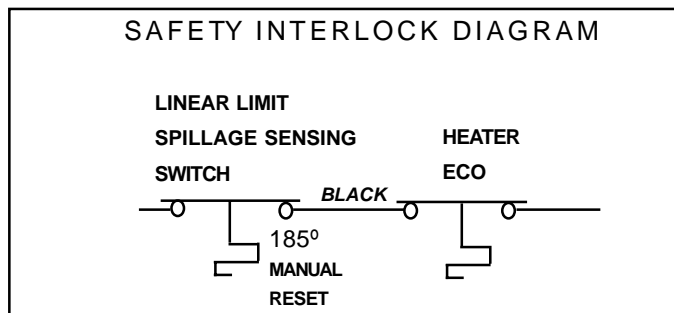 SAFETY INTERLOCK DIAGRAM
LINEAR LIMIT
SPILLAGE SENSING
SWITCH
HEATER
ECO
BLACK
185º
MANUAL
RESET